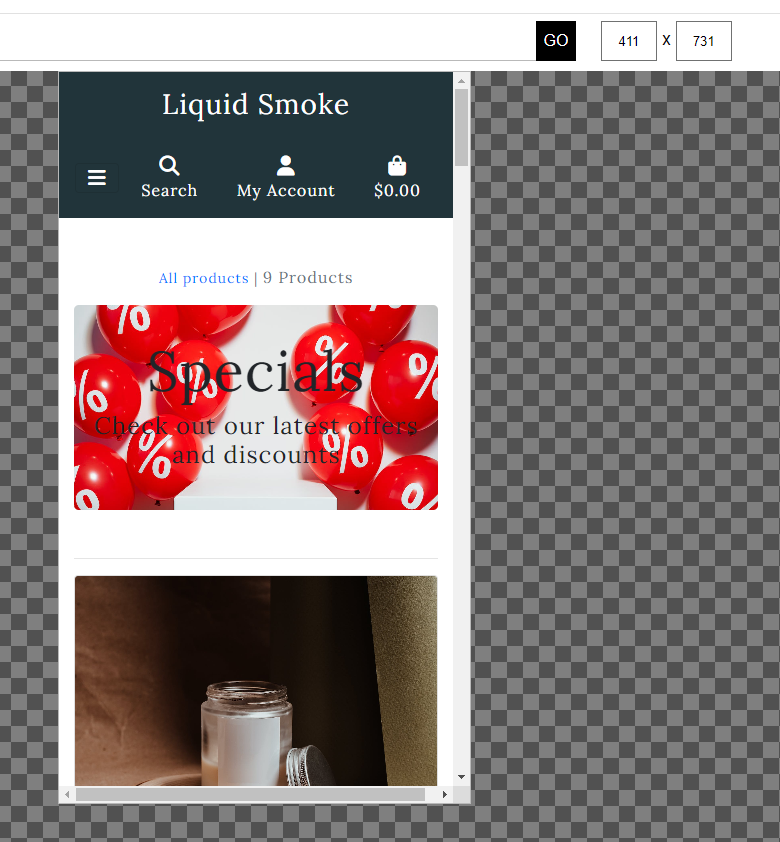 GO 411 X 731
Liquid Smoke
Search My Account $0.00
All products | 9 Products
% % % % % % % % %
Specials
Check out our latest offers
and discounts